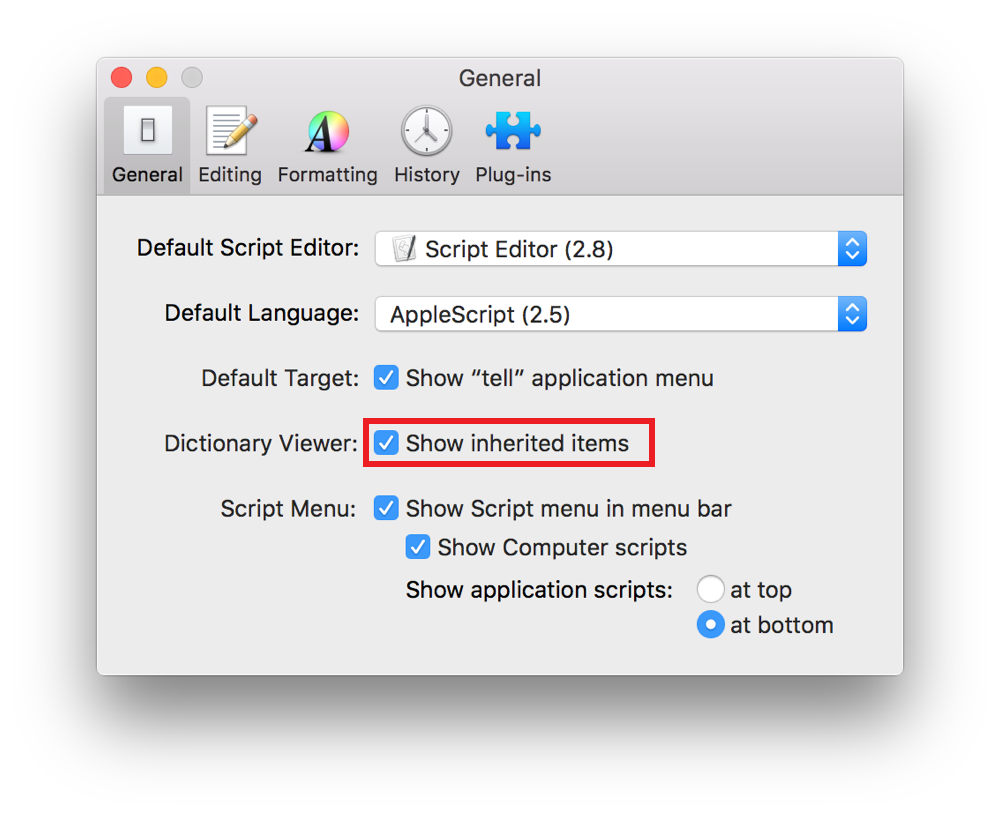 General
General Editing Formatting History Plug-ins
Default Script Editor: Script Editor (2.8)
Default Language: AppleScript (2.5)
Default Target: Show “tell” application menu
Dictionary Viewer: Show inherited items
Script Menu: Show Script menu in menu bar
Show Computer scripts
Show application scripts: at top
at bottom